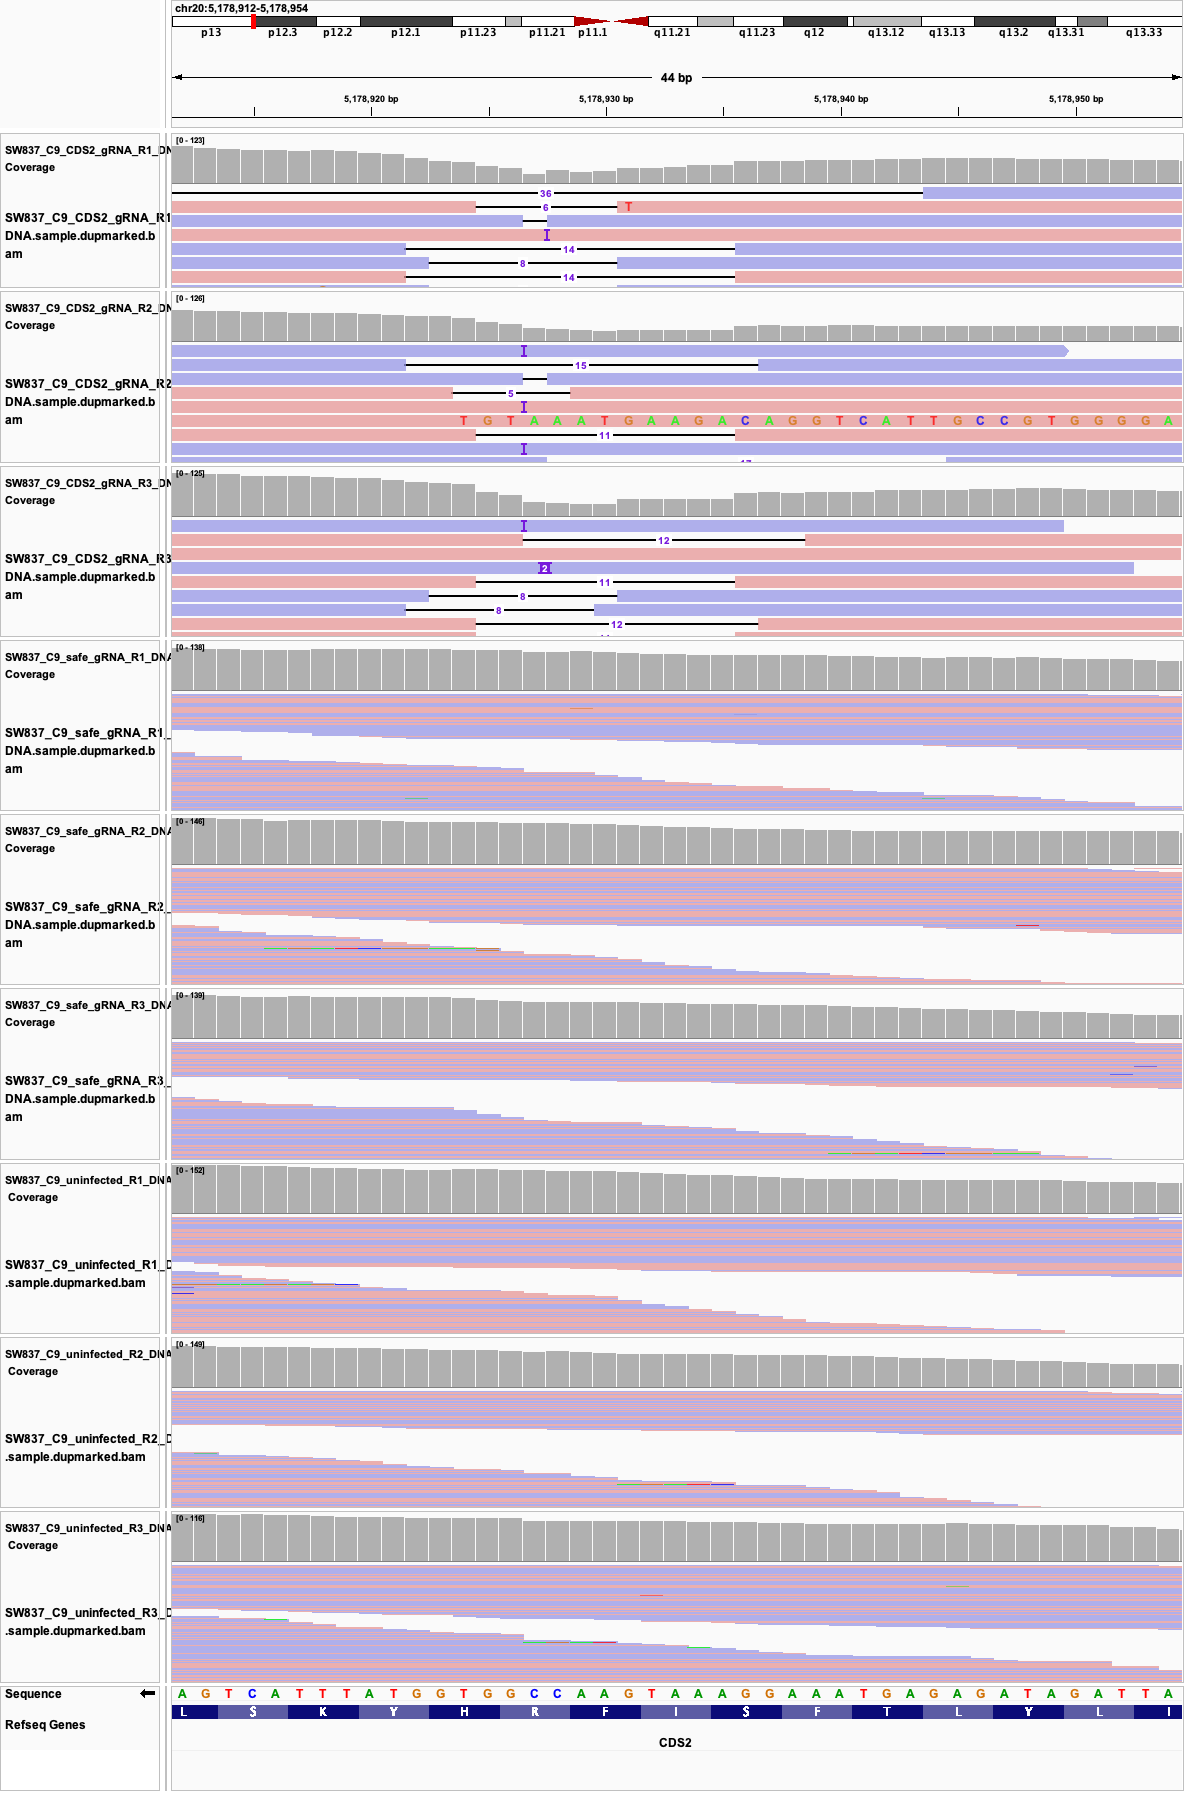 chr20:5,178,912-5,178,954
p13 p12.3 p12.2 p12.1 p11.23 p11.21 p11.1 q11.21 q11.23 q12 q13.12 q13.13 q13.2 q13.31 q13.33
44 bp
5,178,920 bp 5,178,930 bp 5,178,940 bp 5,178,950 bp
SW837_C9_CDS2_gRNA_R1_DN
Coverage
[0 - 123]
SW837_C9_CDS2_gRNA_R1
DNA.sample.dupmarked.b
am
36
6 T
I
14
8
14
SW837_C9_CDS2_gRNA_R2_DN
Coverage
[0 - 126]
SW837_C9_CDS2_gRNA_R2
DNA.sample.dupmarked.b
am
I
15
5
I
T G T A A A T G A A G A C A G G T C A T T G C C G T G G G G A
11
I
SW837_C9_CDS2_gRNA_R3_DN
Coverage
[0 - 125]
SW837_C9_CDS2_gRNA_R3
DNA.sample.dupmarked.b
am
I
12
2
11
8
8
12
SW837_C9_safe_gRNA_R1_DNA
Coverage
[0 - 138]
SW837_C9_safe_gRNA_R1_
DNA.sample.dupmarked.b
am
SW837_C9_safe_gRNA_R2_DNA
Coverage
[0 - 146]
SW837_C9_safe_gRNA_R2_
DNA.sample.dupmarked.b
am
SW837_C9_safe_gRNA_R3_DNA
Coverage
[0 - 139]
SW837_C9_safe_gRNA_R3_
DNA.sample.dupmarked.b
am
SW837_C9_uninfected_R1_DNA
Coverage
[0 - 152]
SW837_C9_uninfected_R1_D
.sample.dupmarked.bam
SW837_C9_uninfected_R2_DNA
Coverage
[0 - 149]
SW837_C9_uninfected_R2_D
.sample.dupmarked.bam
SW837_C9_uninfected_R3_DNA
Coverage
[0 - 116]
SW837_C9_uninfected_R3_D
.sample.dupmarked.bam
Sequence A G T C A T T T A T G G T G G C C A A G T A A A G G A A A T G A G A G A T A G A T T A
Refseq Genes L S K Y H R F I S F T L Y L I
CDS2